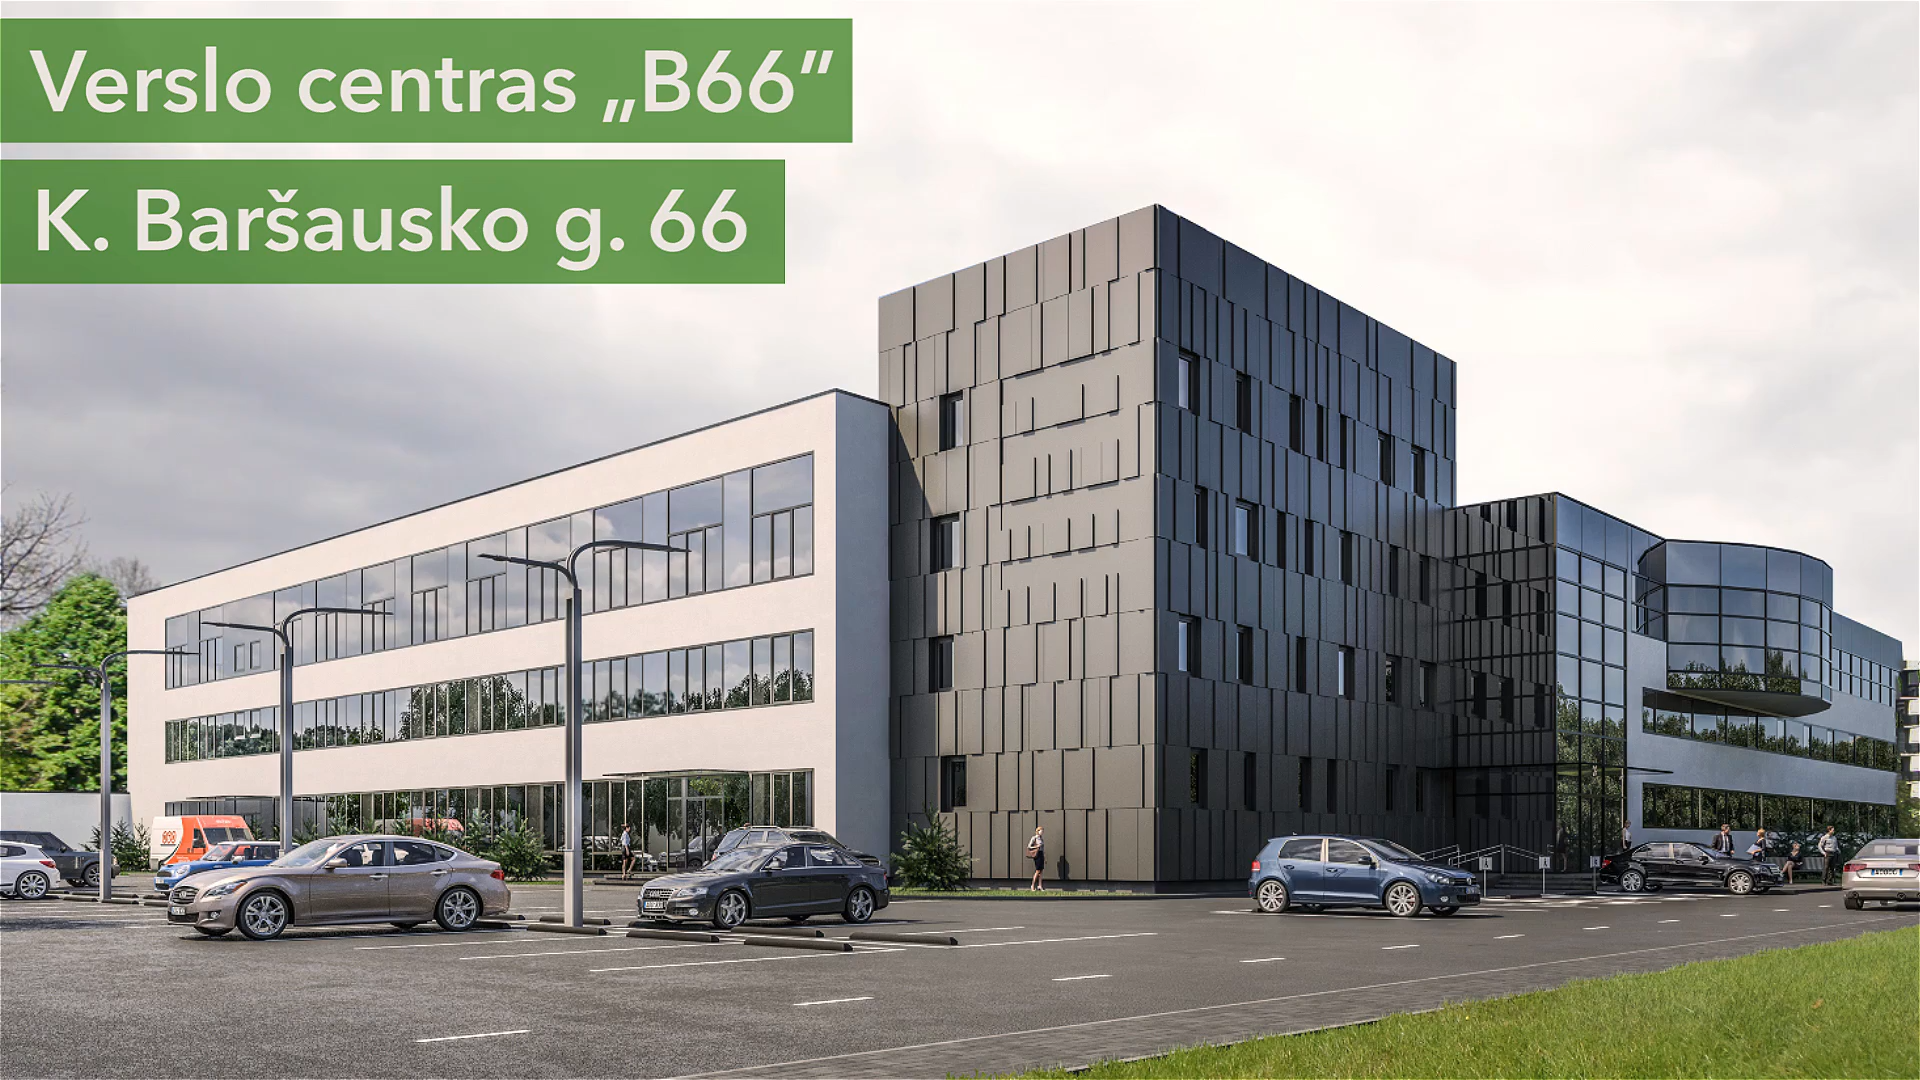 Verslo centras „B66”
K. Baršausko g. 66